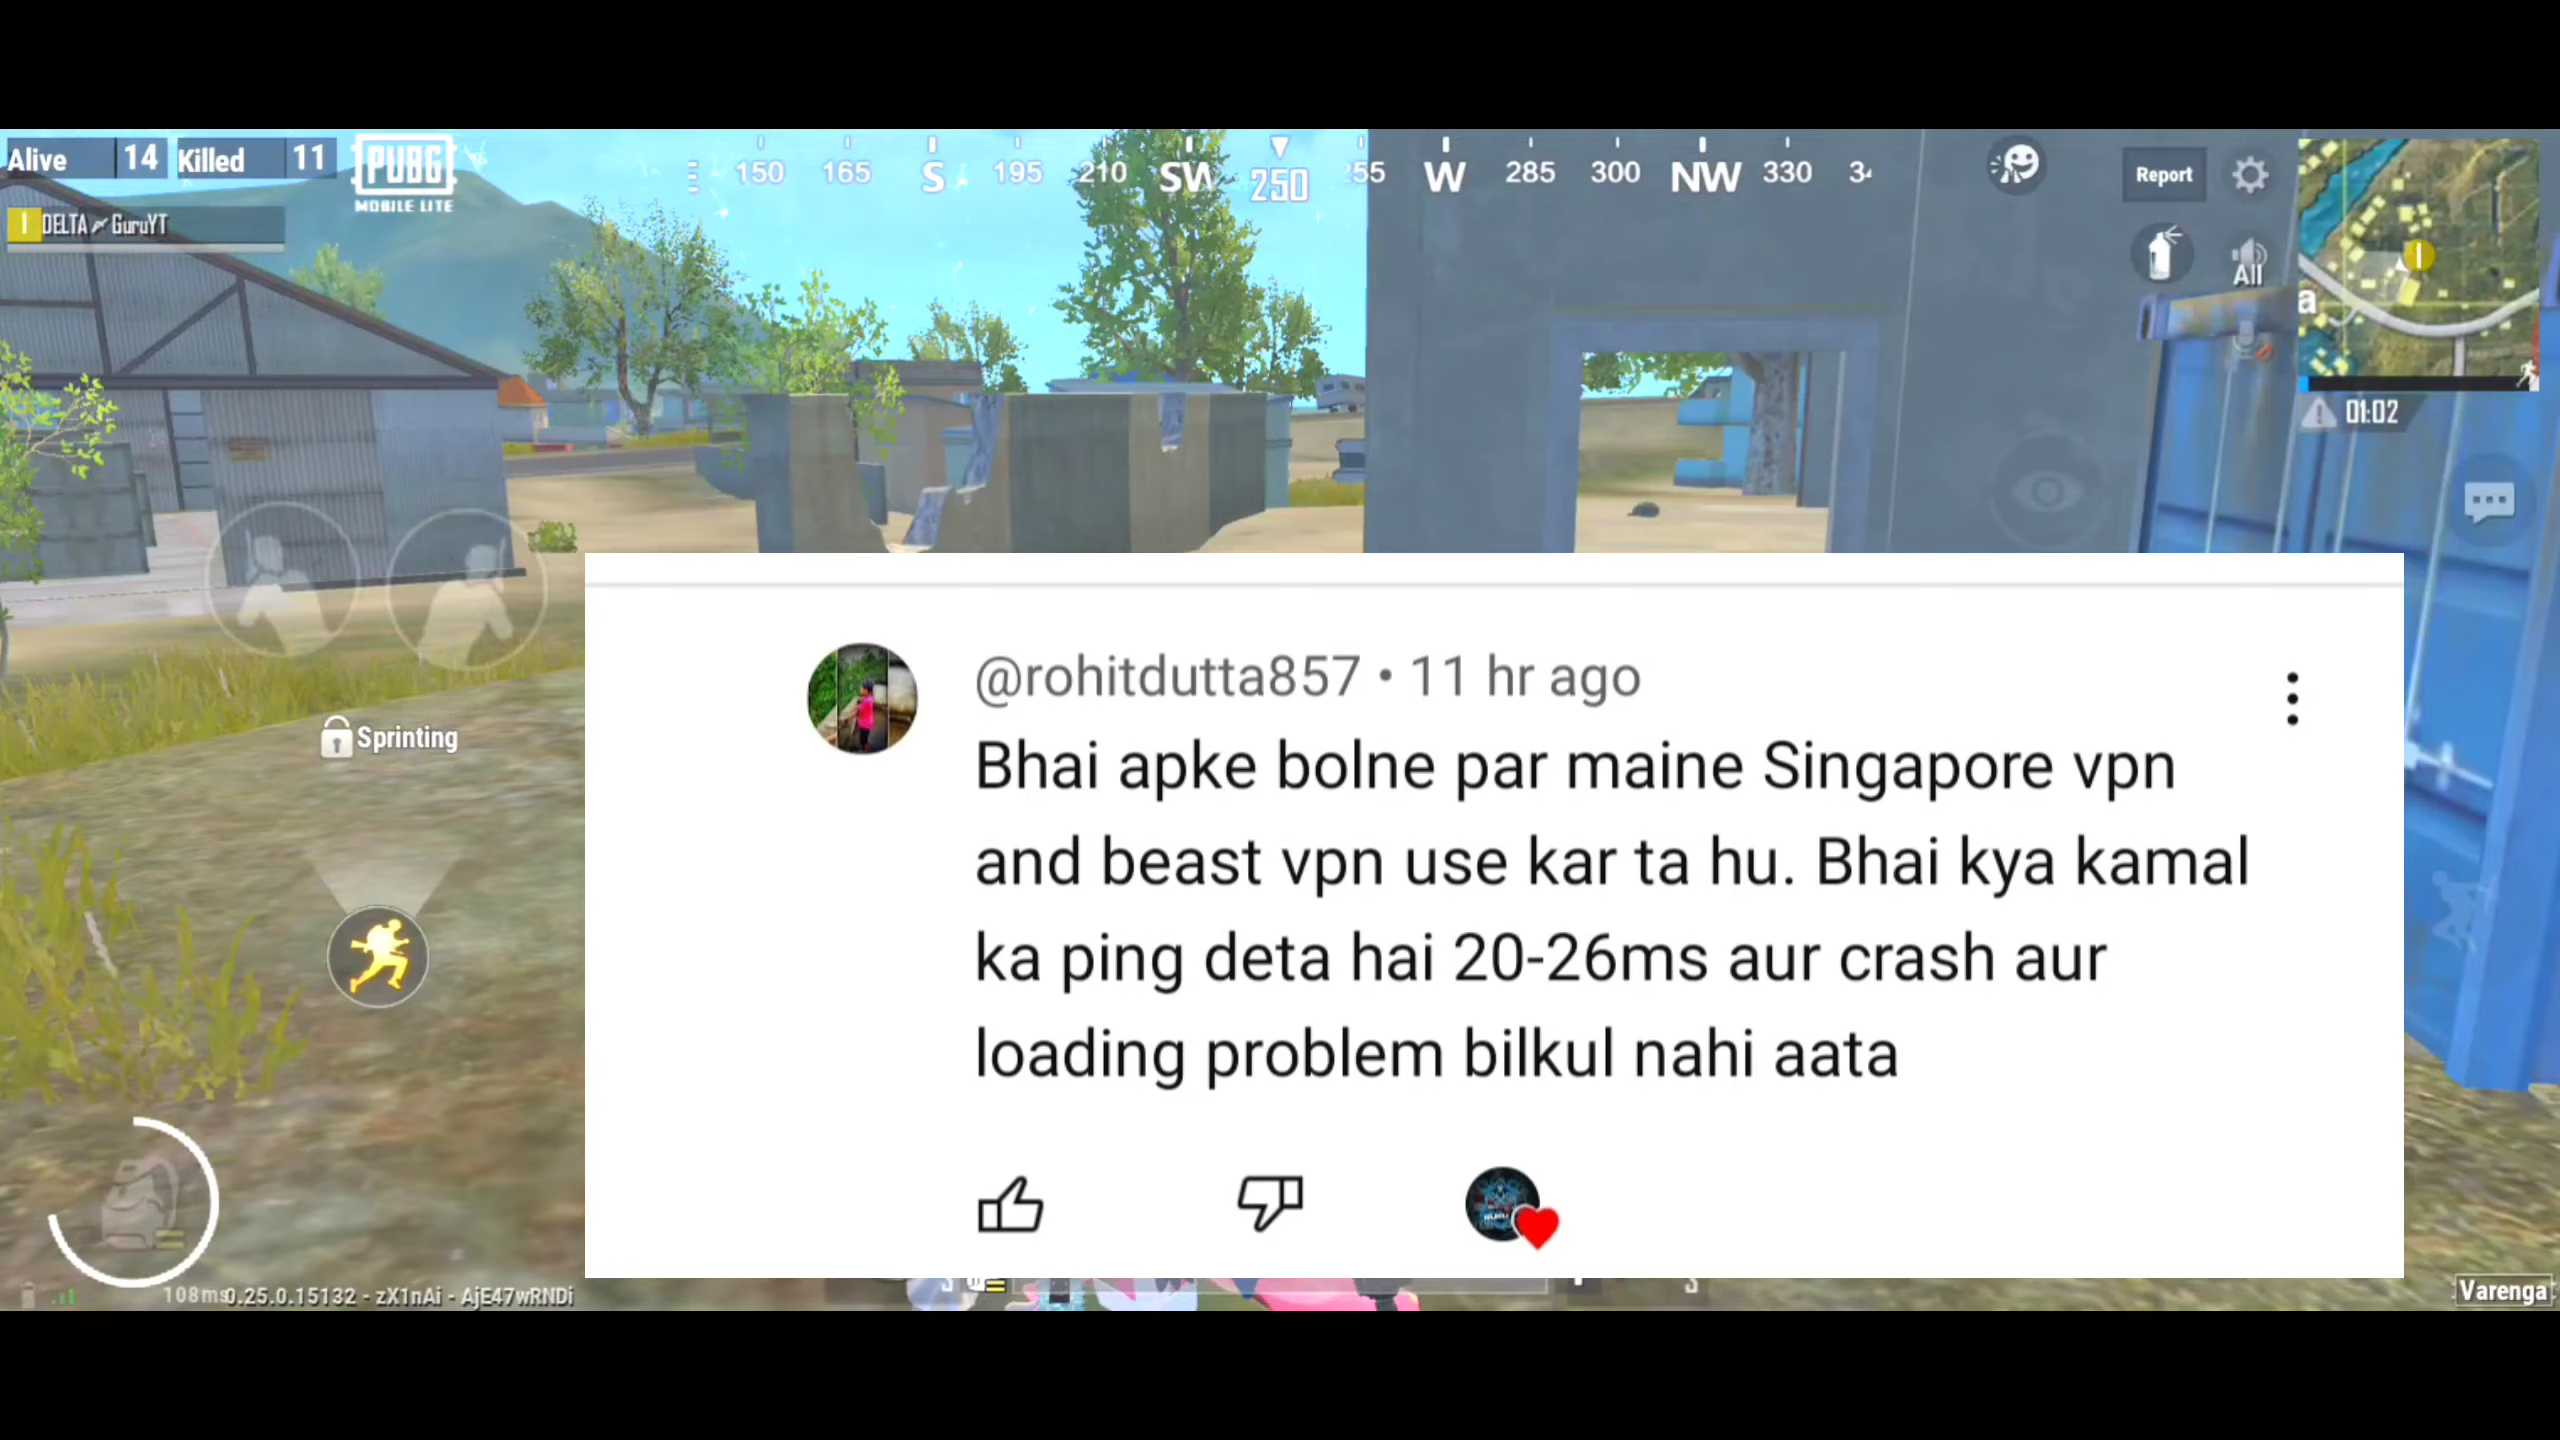 Alive 14 Killed 11
PUBG
MOBILE LITE
150 165 S 195 210 SW 250 255 W 285 300 NW 330
Report
1 DELTA GuruYT
All
a
01:02
@rohitdutta857 • 11 hr ago
Bhai apke bolne par maine Singapore vpn
and beast vpn use kar ta hu. Bhai kya kamal
ka ping deta hai 20-26ms aur crash aur
loading problem bilkul nahi aata
Sprinting
108ms 0.25.0.15132 - zX1nAi - AjE47wRNDi
Varenga